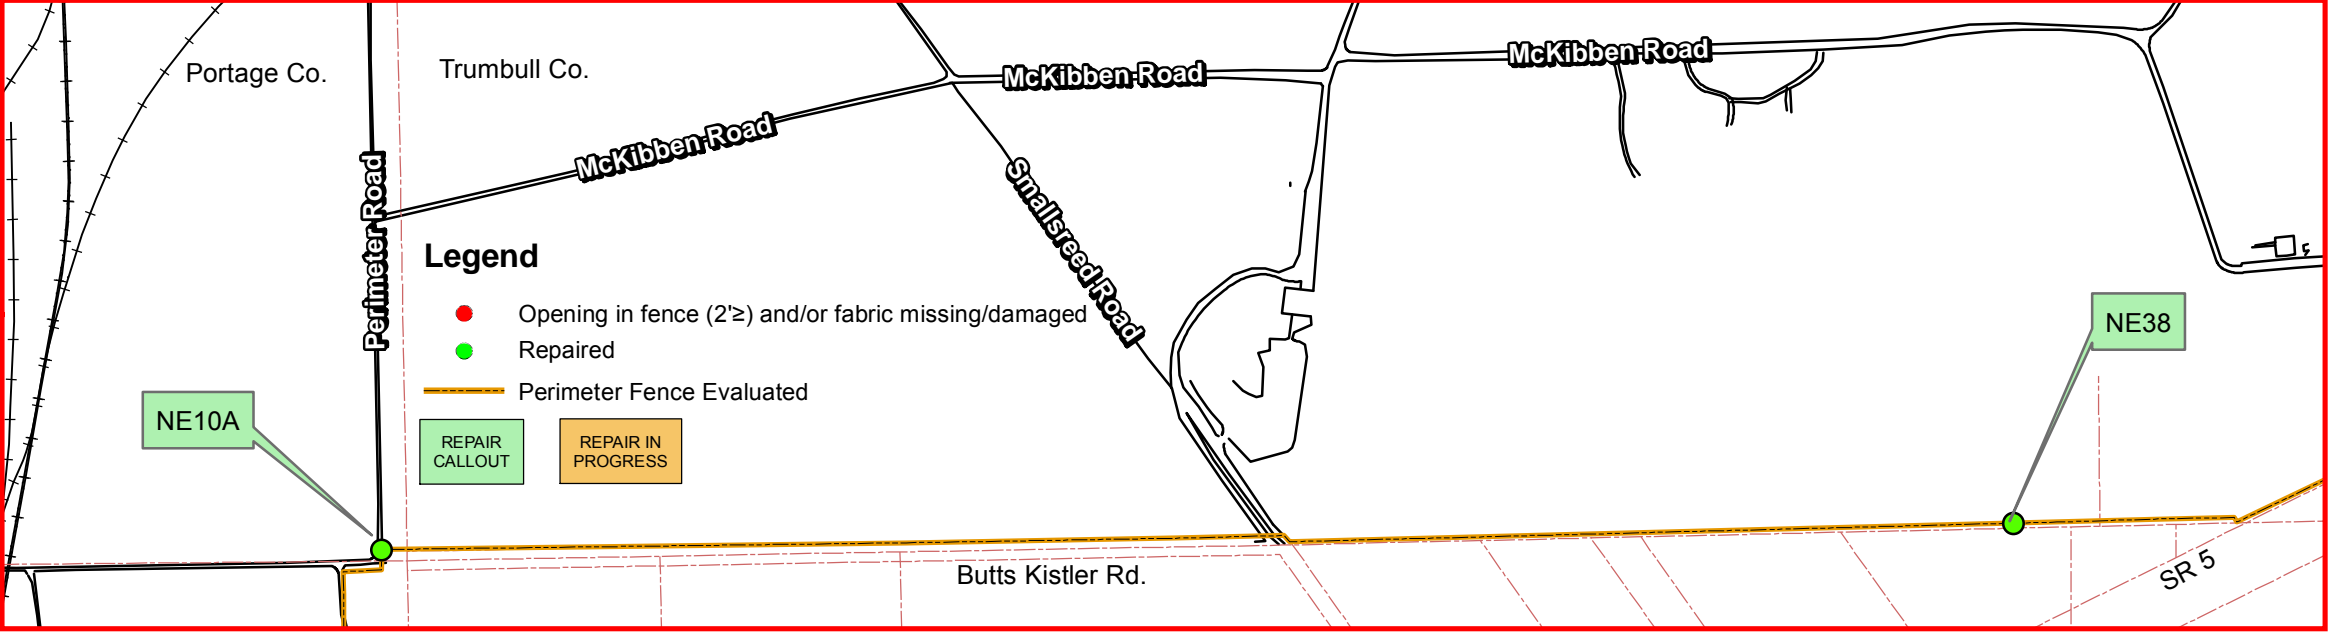 Portage Co.
Trumbull Co.
McKibben Road
McKibben Road
McKibben Road
Perimeter Road
Smallsreed Road
Legend
Opening in fence (2'≥) and/or fabric missing/damaged
Repaired
Perimeter Fence Evaluated
REPAIR
CALLOUT
REPAIR IN
PROGRESS
NE10A
NE38
Butts Kistler Rd.
SR 5